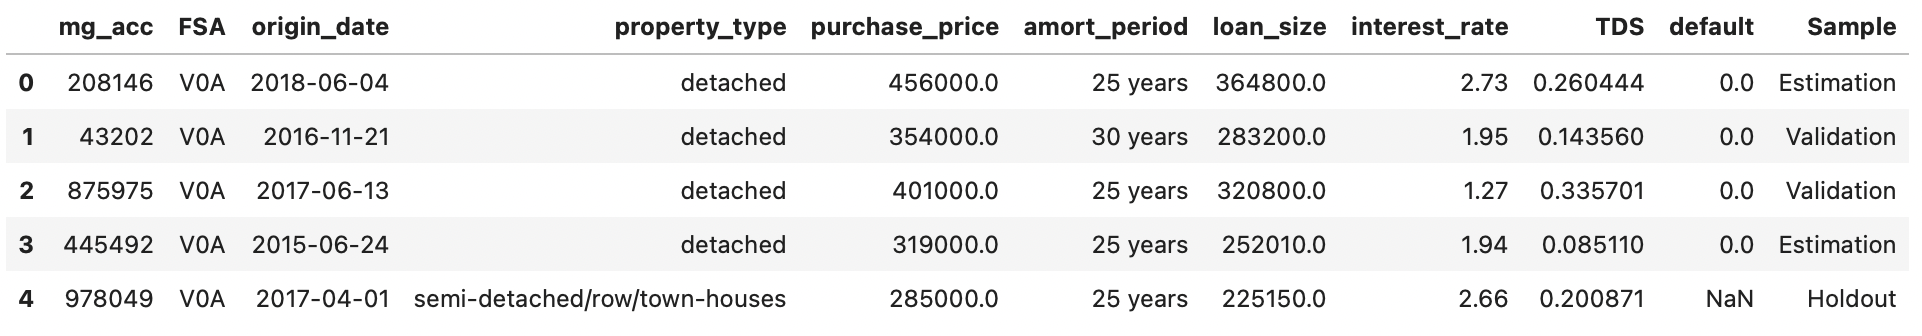 mg_acc FSA origin_date property_type purchase_price amort_period loan_size interest_rate TDS default Sample
0 208146 V0A 2018-06-04 detached 456000.0 25 years 364800.0 2.73 0.260444 0.0 Estimation
1 43202 V0A 2016-11-21 detached 354000.0 30 years 283200.0 1.95 0.143560 0.0 Validation
2 875975 V0A 2017-06-13 detached 401000.0 25 years 320800.0 1.27 0.335701 0.0 Validation
3 445492 V0A 2015-06-24 detached 319000.0 25 years 252010.0 1.94 0.085110 0.0 Estimation
4 978049 V0A 2017-04-01 semi-detached/row/town-houses 285000.0 25 years 225150.0 2.66 0.200871 NaN Holdout